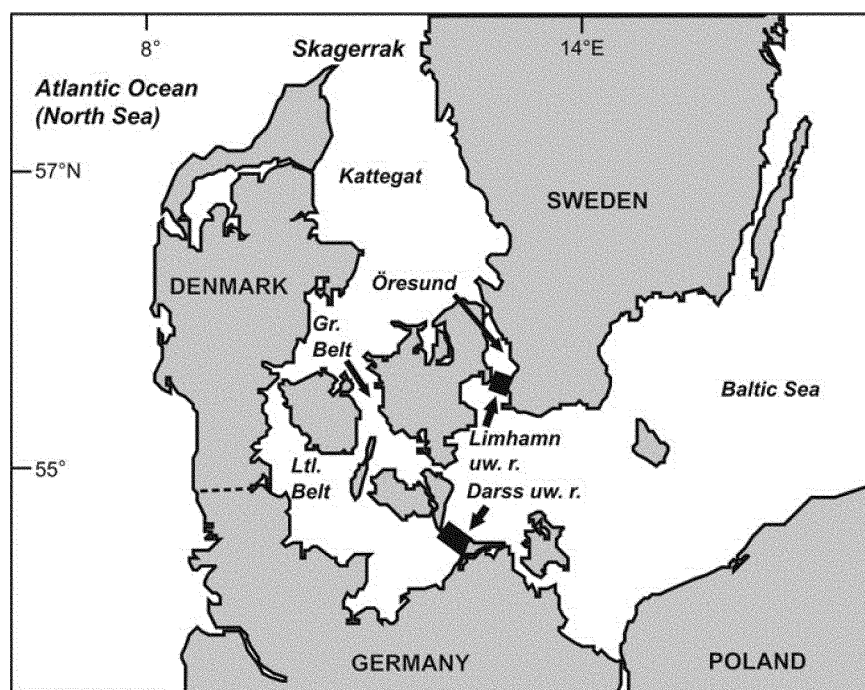 8°
14°E
Skagerrak
Atlantic Ocean
(North Sea)
57°N
Kattegat
SWEDEN
DENMARK
Öresund
Gr.
Belt
Baltic Sea
Limhamn
uw. r.
55°
Ltl.
Belt
Darss uw. r.
GERMANY
POLAND